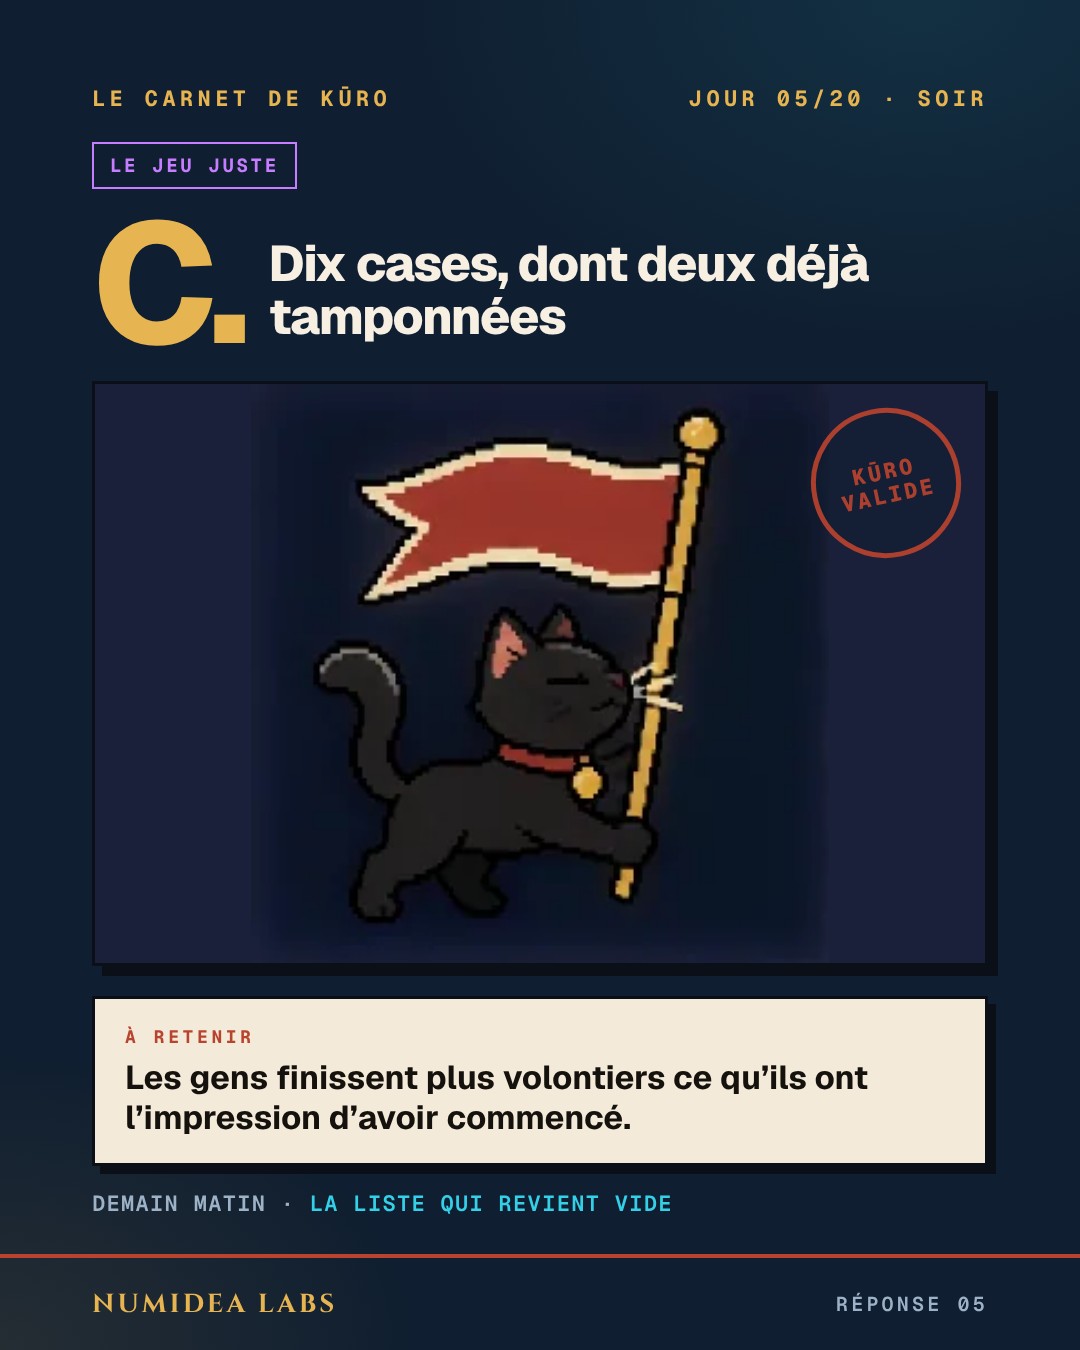 LE CARNET DE KŪRO
JOUR 05/20 · SOIR
LE JEU JUSTE
C.
Dix cases, dont deux déjà
tamponnées
KŪRO
VALIDE
À RETENIR
Les gens finissent plus volontiers ce qu’ils ont
l’impression d’avoir commencé.
DEMAIN MATIN · LA LISTE QUI REVIENT VIDE
NUMIDEA LABS
RÉPONSE 05